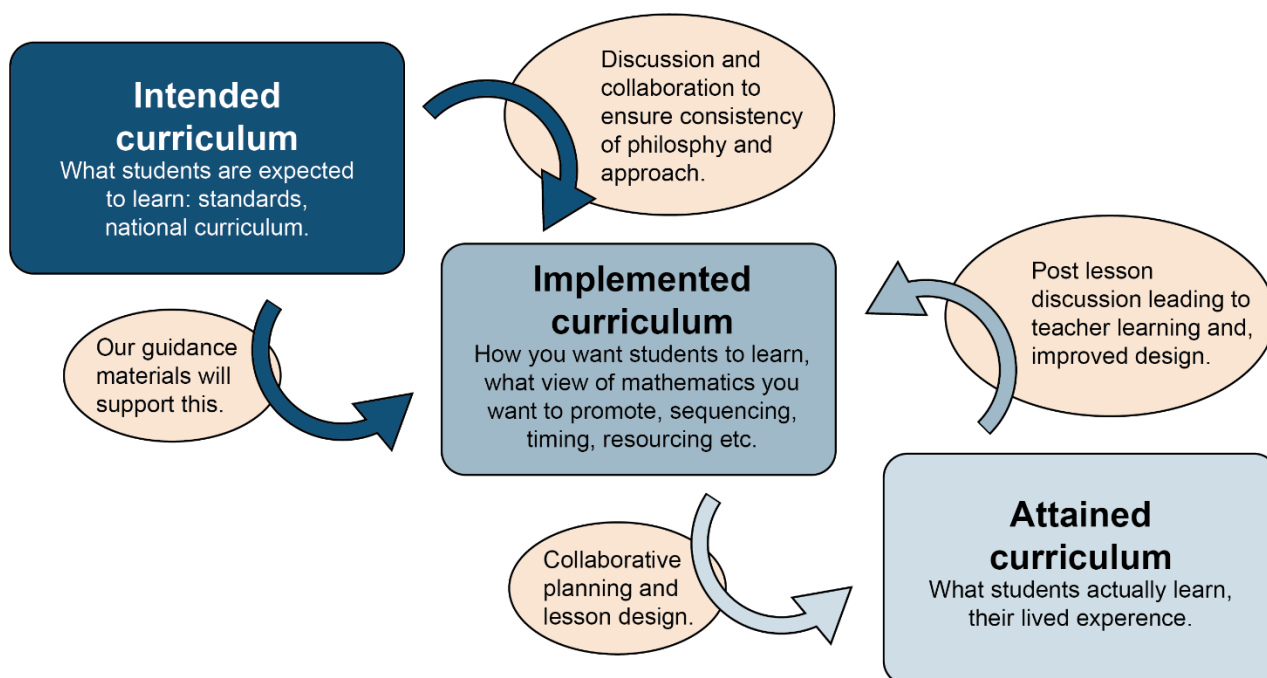 Intended
curriculum
What students are expected
to learn: standards,
national curriculum.
Discussion and
collaboration to
ensure consistency
of philosphy and
approach.
Our guidance
materials will
support this.
Implemented
curriculum
How you want students to learn,
what view of mathematics you
want to promote, sequencing,
timing, resourcing etc.
Post lesson
discussion leading to
teacher learning and,
improved design.
Collaborative
planning and
lesson design.
Attained
curriculum
What students actually learn,
their lived experence.